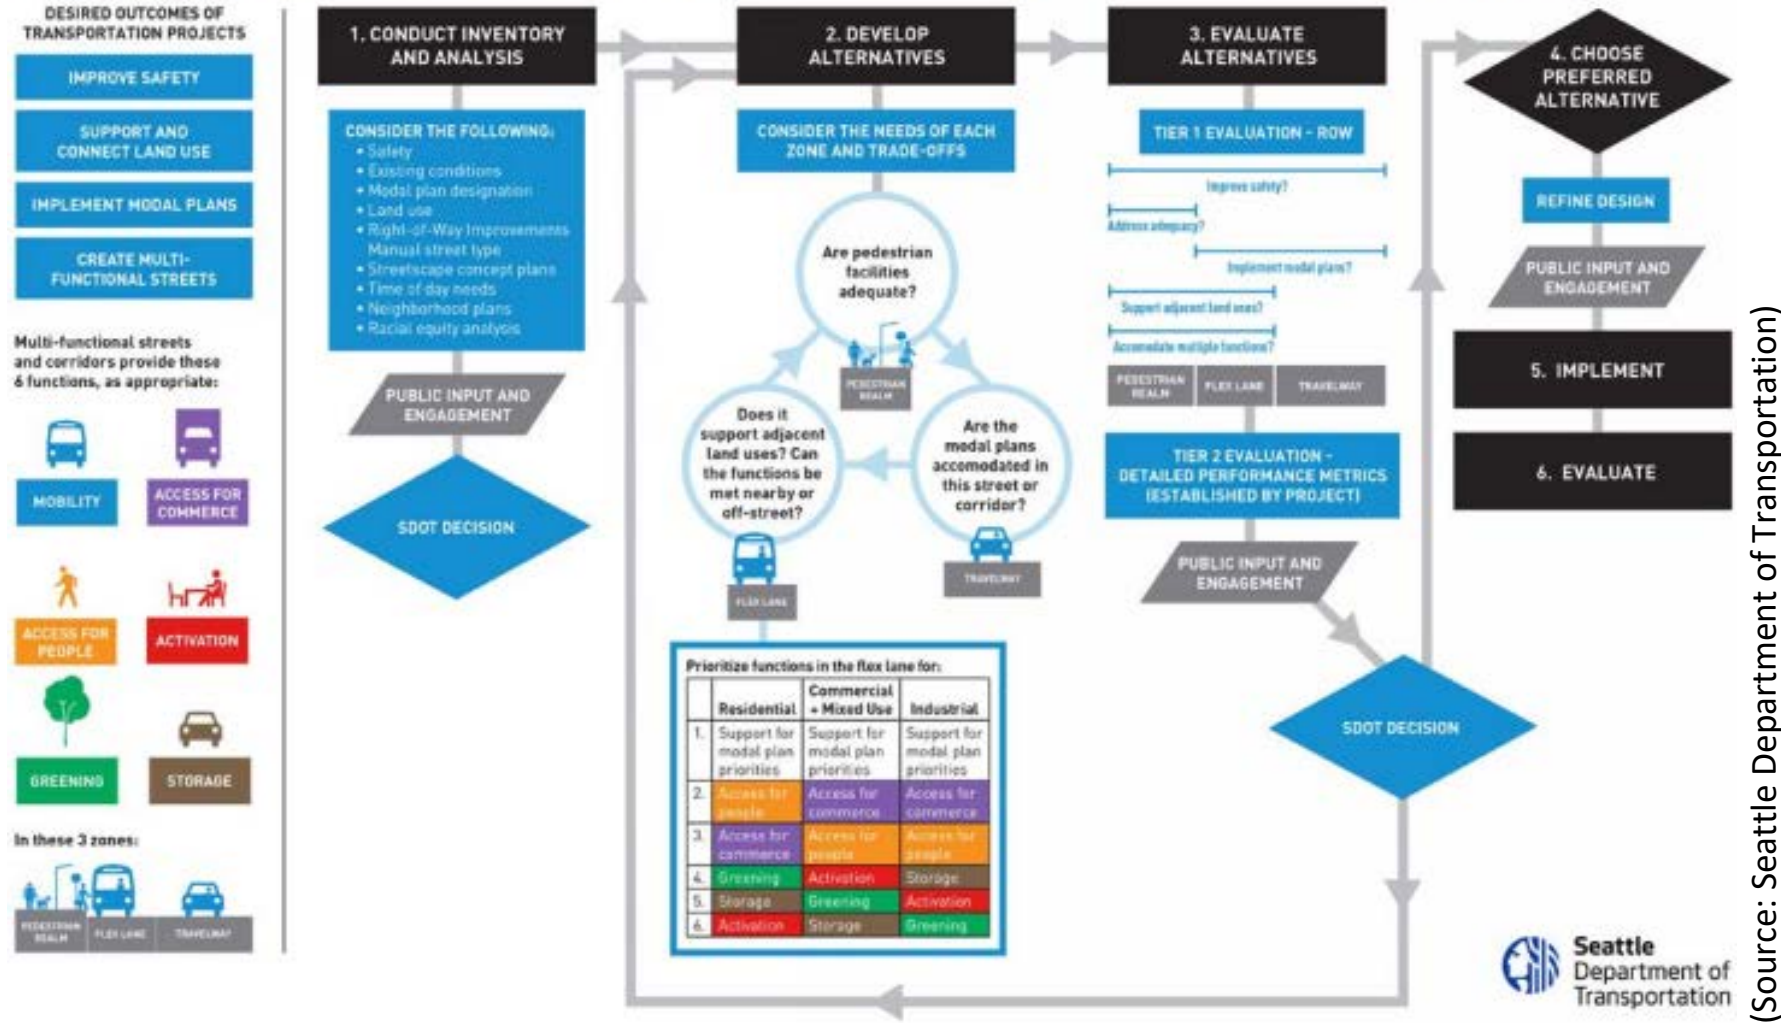 DESIRED OUTCOMES OF
TRANSPORTATION PROJECTS
IMPROVE SAFETY
SUPPORT AND
CONNECT LAND USE
IMPLEMENT MODAL PLANS
CREATE MULTI-
FUNCTIONAL STREETS
Multi-functional streets
and corridors provide these
6 functions, as appropriate:
MOBILITY
ACCESS FOR
COMMERCE
ACCESS FOR
PEOPLE
ACTIVATION
GREENING
STORAGE
In these 3 zones:
PEDESTRIAN
REALM
FLEX LANE
TRAVELWAY
1. CONDUCT INVENTORY
AND ANALYSIS
CONSIDER THE FOLLOWING:
• Safety
• Existing conditions
• Modal plan designation
• Land use
• Right-of-Way Improvements
Manual street type
• Streetscape concept plans
• Time of day needs
• Neighborhood plans
• Racial equity analysis
PUBLIC INPUT AND
ENGAGEMENT
SDOT DECISION
2. DEVELOP
ALTERNATIVES
CONSIDER THE NEEDS OF EACH
ZONE AND TRADE-OFFS
Are pedestrian
facilities
adequate?
PEDESTRIAN
REALM
Does it
support adjacent
land uses? Can
the functions be
met nearby or
off-street?
FLEX LANE
Are the
modal plans
accomodated in
this street or
corridor?
TRAVELWAY
Prioritize functions in the flex lane for:
Residential Commercial + Mixed Use Industrial
1. Support for modal plan priorities Support for modal plan priorities Support for modal plan priorities
2. Access for people Access for commerce Access for commerce
3. Access for commerce Access for people Access for people
4. Greening Activation Storage
5. Storage Greening Activation
6. Activation Storage Greening
3. EVALUATE
ALTERNATIVES
TIER 1 EVALUATION - ROW
Improve safety?
Address adequacy?
Implement modal plans?
Support adjacent land uses?
Accomodate multiple functions?
PEDESTRIAN
REALM
FLEX LANE
TRAVELWAY
TIER 2 EVALUATION -
DETAILED PERFORMANCE METRICS
(ESTABLISHED BY PROJECT)
PUBLIC INPUT AND
ENGAGEMENT
SDOT DECISION
4. CHOOSE
PREFERRED
ALTERNATIVE
REFINE DESIGN
PUBLIC INPUT AND
ENGAGEMENT
5. IMPLEMENT
6. EVALUATE
Seattle
Department of
Transportation
(Source: Seattle Department of Transportation)